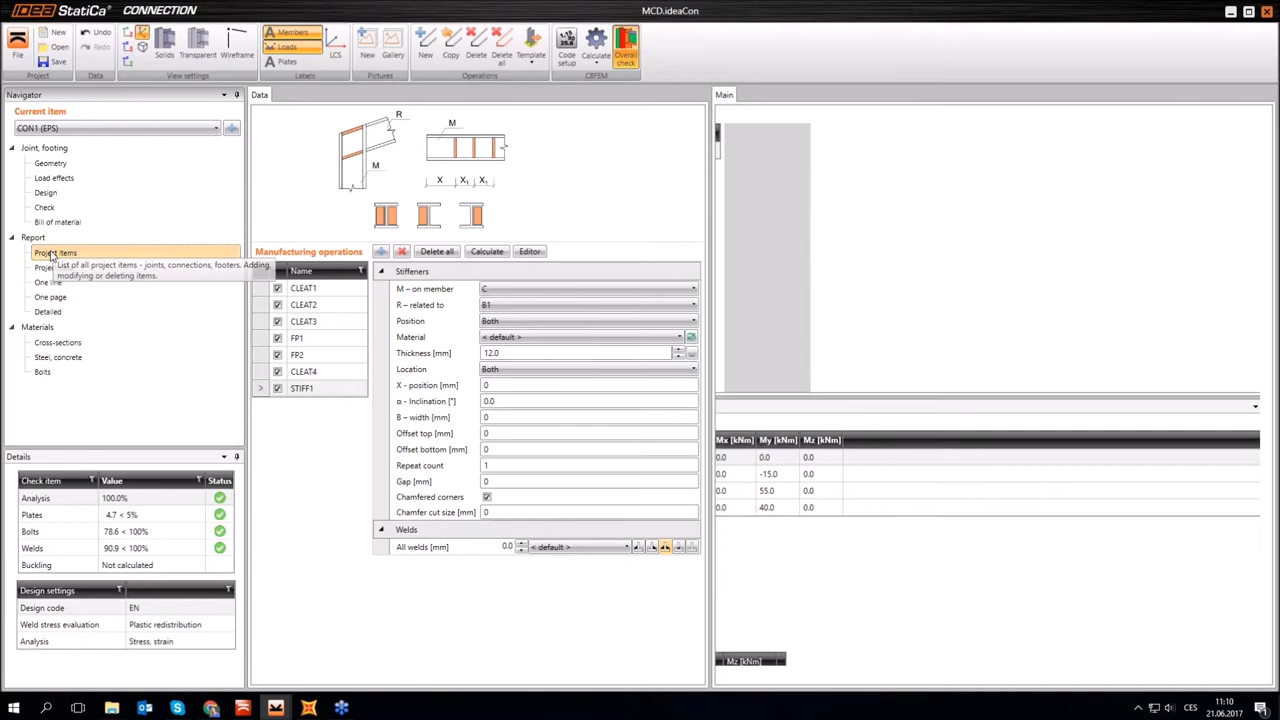 IDEA StatiCa® CONNECTION
MCD.ideaCon
File
New
Open
Save
Project
Undo
Redo
Data
Solids
Transparent
Wireframe
View settings
Members
Loads
Plates
LCS
Labels
New
Gallery
Pictures
New
Copy
Delete
Delete all
Template
Operations
Code setup
Calculate
Overall check
CBFEM
Navigator
Current item
CON1 (EPS)
Joint, footing
Geometry
Load effects
Design
Check
Bill of material
Report
Project items
List of all project items - joints, connections, footers. Adding, modifying or deleting items.
One line
One page
Detailed
Materials
Cross-sections
Steel, concrete
Bolts
Details
Check item Value Status
Analysis 100.0%
Plates 4.7 < 5%
Bolts 78.6 < 100%
Welds 90.9 < 100%
Buckling Not calculated
Design settings
Design code EN
Weld stress evaluation Plastic redistribution
Analysis Stress, strain
Data
R
M
M
X X₁ X₁
Manufacturing operations Delete all Calculate Editor
Name
CLEAT1
CLEAT2
CLEAT3
FP1
FP2
CLEAT4
STIFF1
Stiffeners
M – on member C
R – related to B1
Position Both
Material < default >
Thickness [mm] 12.0
Location Both
X - position [mm] 0
α - Inclination [°] 0.0
B – width [mm] 0
Offset top [mm] 0
Offset bottom [mm] 0
Repeat count 1
Gap [mm] 0
Chamfered corners
Chamfer cut size [mm] 0
Welds
All welds [mm] 0.0 < default >
Main
Mx [kNm] My [kNm] Mz [kNm]
0.0 0.0 0.0
0.0 -15.0 0.0
0.0 55.0 0.0
0.0 40.0 0.0
Mz [kNm]
CES
11:10
21.06.2017